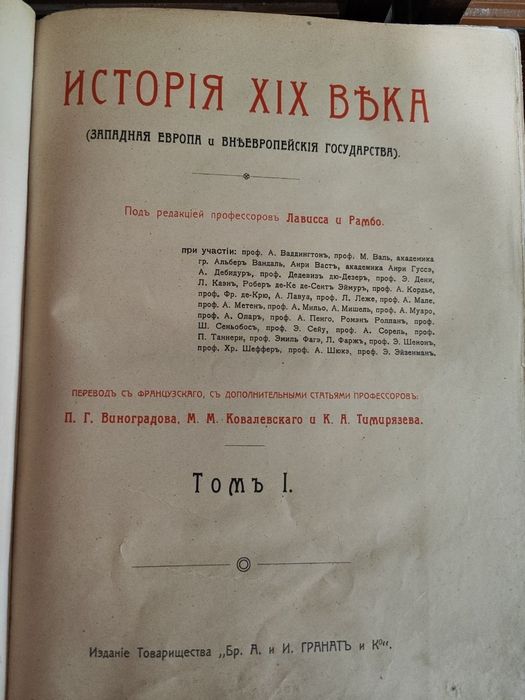 ИСТОРІЯ XIX ВѢКА
(ЗАПАДНАЯ ЕВРОПА и ВНѢЕВРОПЕЙСКІЯ ГОСУДАРСТВА).
Подъ редакціей профессоровъ Лависса и Рамбо.
при участіи: проф. А. Ваддингтонъ, проф. М. Валь, академика
гр. Альберъ Вандаль, Анри Вастъ, академика Анри Гуссэ,
А. Дебидуръ, проф. Дедевизъ дю-Дезеръ, проф. Э. Дени,
Л. Каэнъ, Роберъ де-Ке де-Сентъ Эймуръ, проф. А. Кордье,
проф. Фр. де-Крю, А. Лавуа, проф. Л. Леже, проф. А. Мале,
проф. А. Метенъ, проф. А. Мильо, А. Мишель, проф. А. Муаро,
проф. А. Оларъ, проф. А. Пенго, Ромэнъ Ролланъ, проф.
Ш. Сеньобосъ, проф. Э. Сейу, проф. А. Сорель, проф.
П. Таннери, проф. Эмиль Фагэ, Л. Фаржъ, проф. Э. Шенонъ,
проф. Хр. Шефферъ, проф. А. Шюкэ, проф. Э. Эйзенманъ,
ПЕРЕВОДЪ СЪ ФРАНЦУЗСКАГО, СЪ ДОПОЛНИТЕЛЬНЫМИ СТАТЬЯМИ ПРОФЕССОРОВЪ:
П. Г. Виноградова, М. М. Ковалевскаго и К. А. Тимирязева.
Томъ I.
Изданіе Товарищества „Бр. А. и И. ГРАНАТЪ и К°".